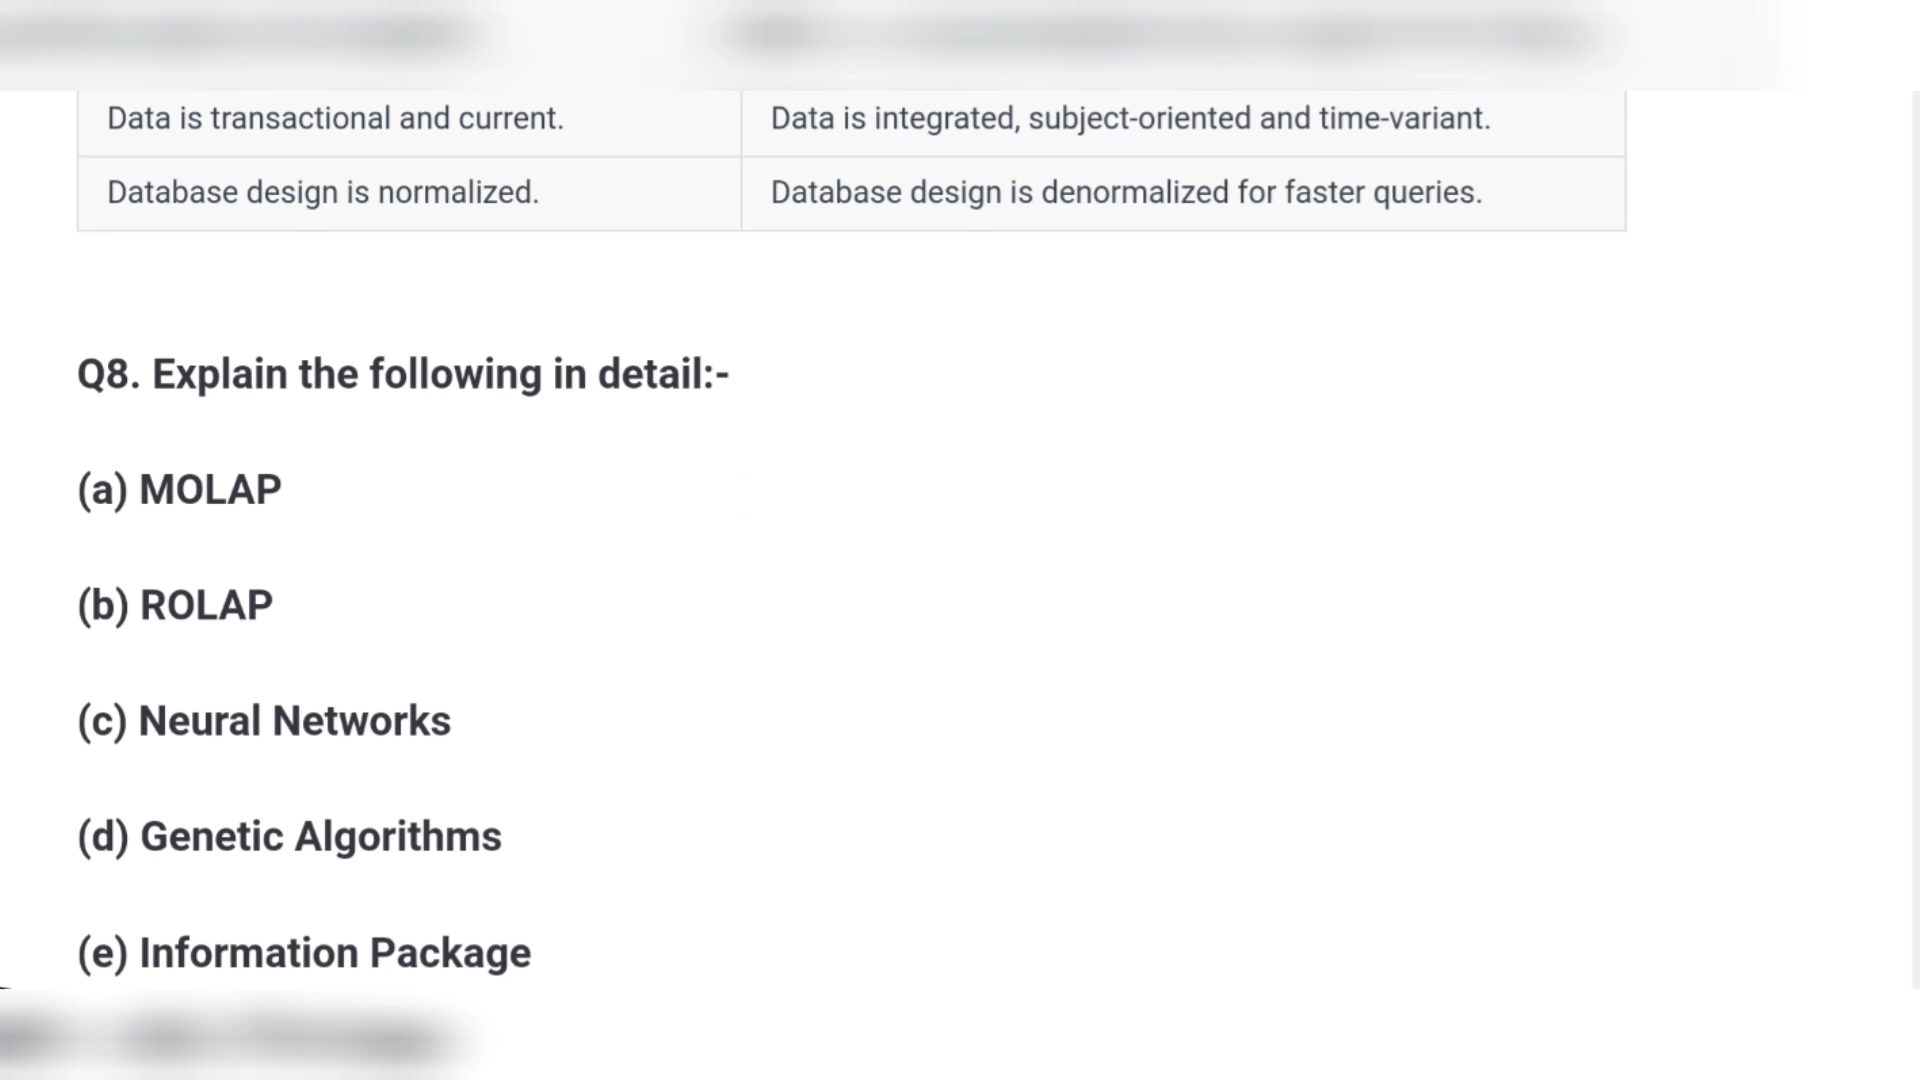 Data is transactional and current. Data is integrated, subject-oriented and time-variant.
Database design is normalized. Database design is denormalized for faster queries.
Q8. Explain the following in detail:-
(a) MOLAP
(b) ROLAP
(c) Neural Networks
(d) Genetic Algorithms
(e) Information Package